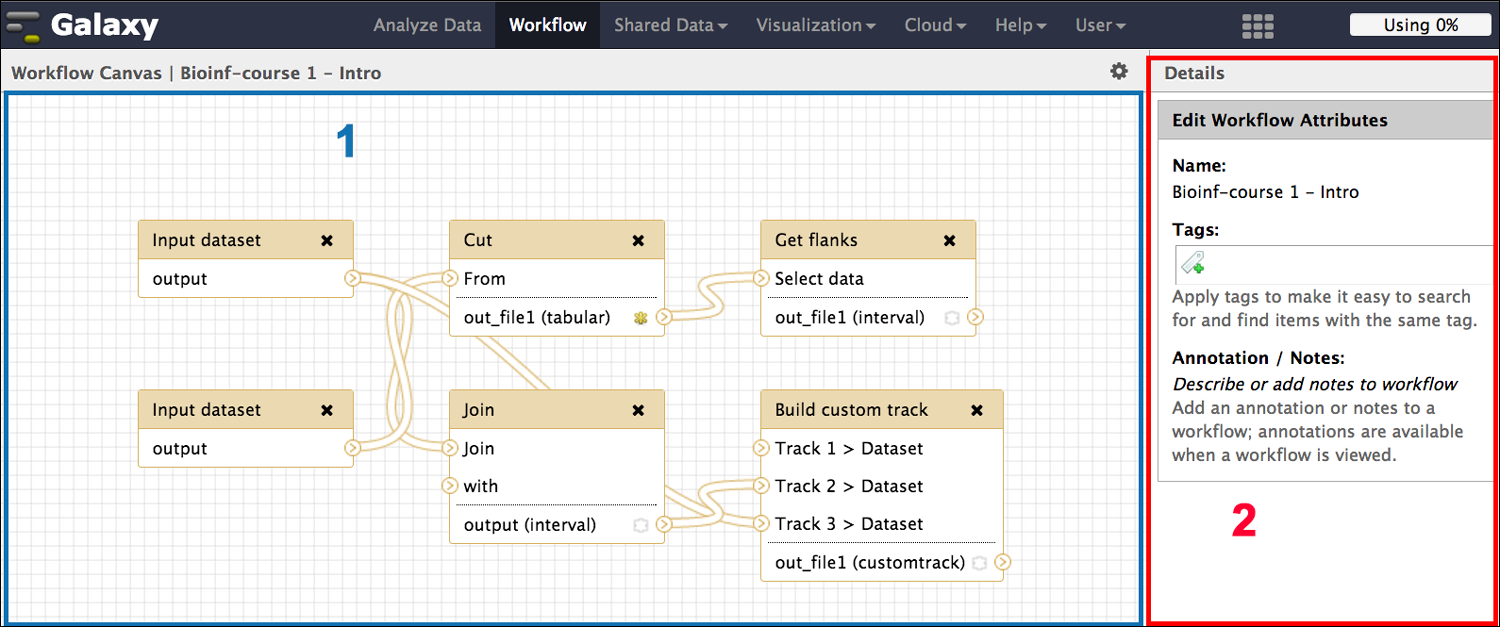 Galaxy
Analyze Data Workflow Shared Data Visualization Cloud Help User Using 0%
Workflow Canvas | Bioinf-course 1 - Intro
1
Input dataset
output
Cut
From
out_file1 (tabular)
Get flanks
Select data
out_file1 (interval)
Input dataset
output
Join
Join
with
output (interval)
Build custom track
Track 1 > Dataset
Track 2 > Dataset
Track 3 > Dataset
out_file1 (customtrack)
Details
Edit Workflow Attributes
Name:
Bioinf-course 1 - Intro
Tags:
Apply tags to make it easy to search
for and find items with the same tag.
Annotation / Notes:
Describe or add notes to workflow
Add an annotation or notes to a
workflow; annotations are available
when a workflow is viewed.
2